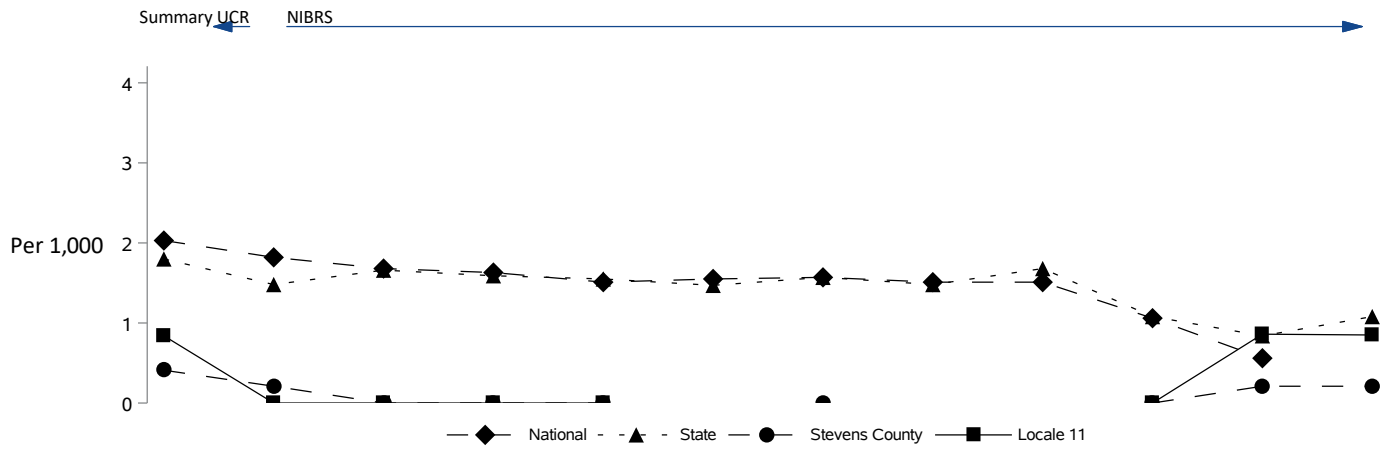 Summary UCR NIBRS
4
3
Per 1,000 2
1
0
National State Stevens County Locale 11